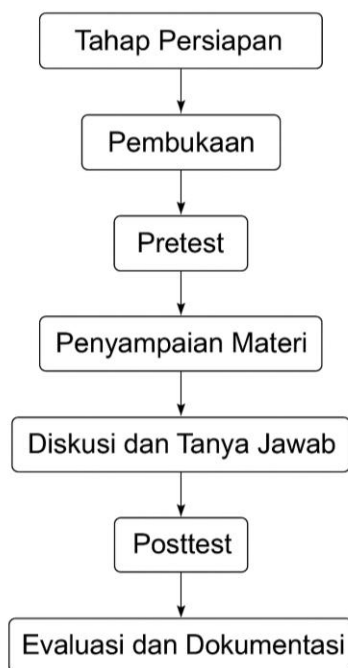 Tahap Persiapan
Pembukaan
Pretest
Penyampaian Materi
Diskusi dan Tanya Jawab
Posttest
Evaluasi dan Dokumentasi